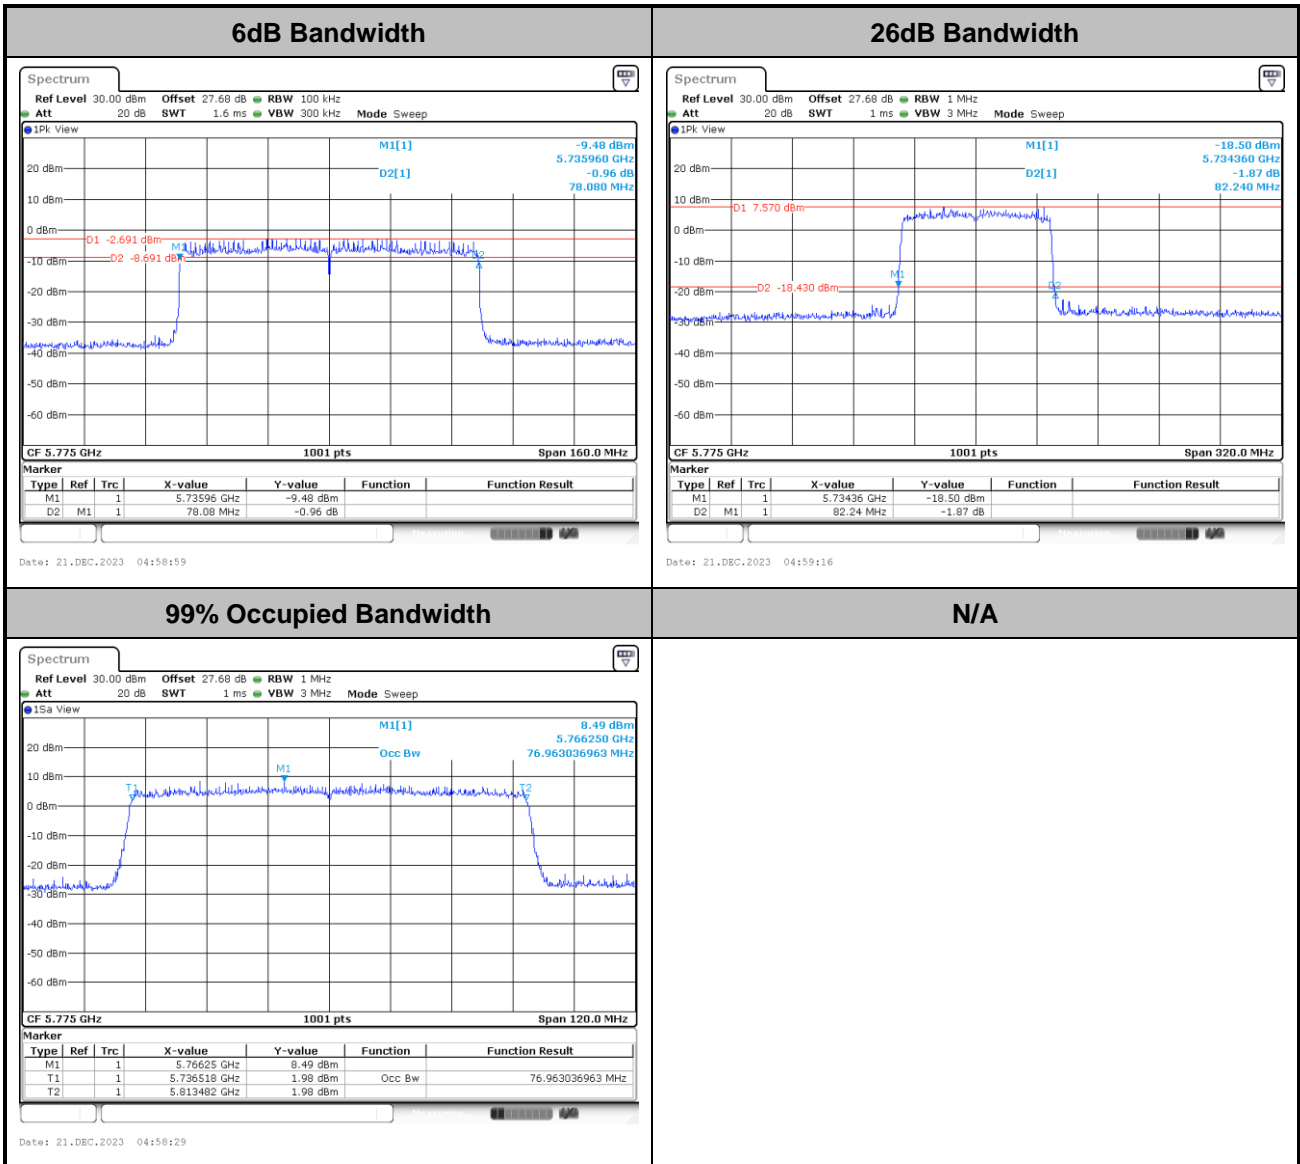 6dB Bandwidth
26dB Bandwidth
Spectrum
Ref Level 30.00 dBm Offset 27.68 dB RBW 100 kHz
Att 20 dB SWT 1.6 ms VBW 300 kHz Mode Sweep
1Pk View
M1[1] -9.48 dBm
5.735960 GHz
D2[1] -0.96 dB
78.080 MHz
20 dBm
10 dBm
0 dBm
D1 -2.691 dBm
M1
D2
D2 -8.691 dBm
-10 dBm
-20 dBm
-30 dBm
-40 dBm
-50 dBm
-60 dBm
CF 5.775 GHz 1001 pts Span 160.0 MHz
Marker
Type Ref Trc X-value Y-value Function Function Result
M1 1 5.73596 GHz -9.48 dBm
D2 M1 1 78.08 MHz -0.96 dB
Date: 21.DEC.2023 04:58:59
Spectrum
Ref Level 30.00 dBm Offset 27.68 dB RBW 1 MHz
Att 20 dB SWT 1 ms VBW 3 MHz Mode Sweep
1Pk View
M1[1] -18.50 dBm
5.734360 GHz
D2[1] -1.87 dB
82.240 MHz
20 dBm
10 dBm
D1 7.570 dBm
0 dBm
-10 dBm
M1
D2
D2 -18.430 dBm
-20 dBm
-30 dBm
-40 dBm
-50 dBm
-60 dBm
CF 5.775 GHz 1001 pts Span 320.0 MHz
Marker
Type Ref Trc X-value Y-value Function Function Result
M1 1 5.73436 GHz -18.50 dBm
D2 M1 1 82.24 MHz -1.87 dB
Date: 21.DEC.2023 04:59:16
99% Occupied Bandwidth
N/A
Spectrum
Ref Level 30.00 dBm Offset 27.68 dB RBW 1 MHz
Att 20 dB SWT 1 ms VBW 3 MHz Mode Sweep
1Sa View
M1[1] 8.49 dBm
5.766250 GHz
Occ Bw 76.963036963 MHz
20 dBm
M1
10 dBm
T1
T2
0 dBm
-10 dBm
-20 dBm
-30 dBm
-40 dBm
-50 dBm
-60 dBm
CF 5.775 GHz 1001 pts Span 120.0 MHz
Marker
Type Ref Trc X-value Y-value Function Function Result
M1 1 5.76625 GHz 8.49 dBm
T1 1 5.736518 GHz 1.98 dBm Occ Bw 76.963036963 MHz
T2 1 5.813482 GHz 1.98 dBm
Date: 21.DEC.2023 04:58:29